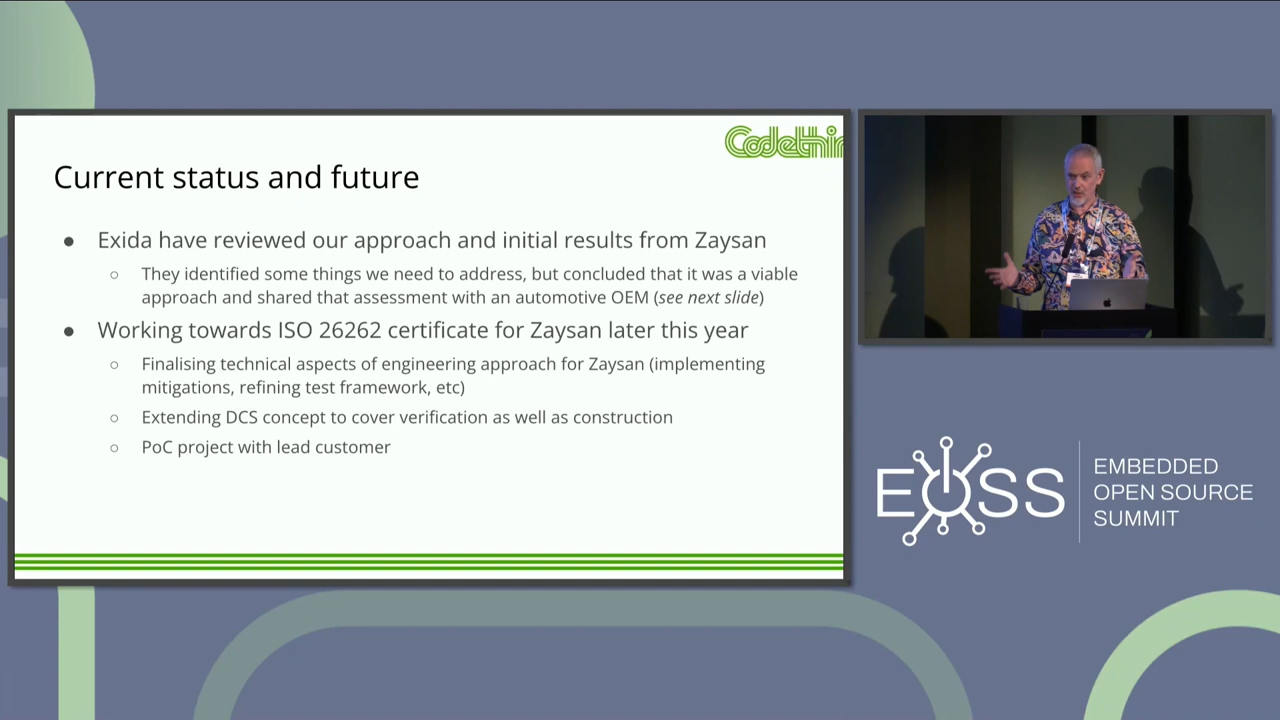 Codethin
Current status and future
● Exida have reviewed our approach and initial results from Zaysan
○ They identified some things we need to address, but concluded that it was a viable
approach and shared that assessment with an automotive OEM (see next slide)
● Working towards ISO 26262 certificate for Zaysan later this year
○ Finalising technical aspects of engineering approach for Zaysan (implementing
mitigations, refining test framework, etc)
○ Extending DCS concept to cover verification as well as construction
○ PoC project with lead customer
EOSS
EMBEDDED
OPEN SOURCE
SUMMIT